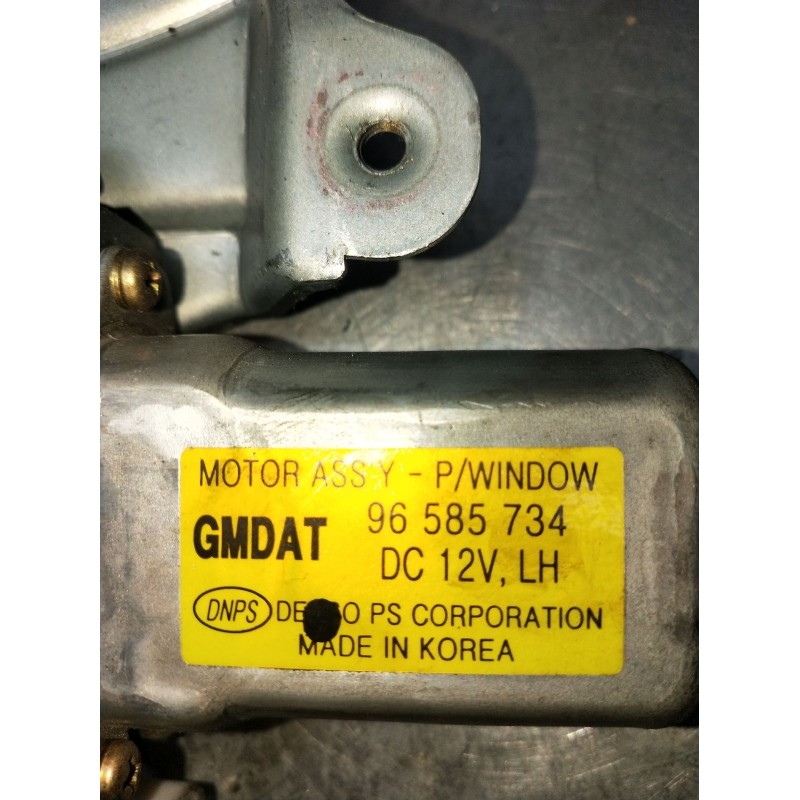 MOTOR ASS Y - P/WINDOW
GMDAT 96 585 734
DC 12V, LH
DNPS PS CORPORATION
MADE IN KOREA